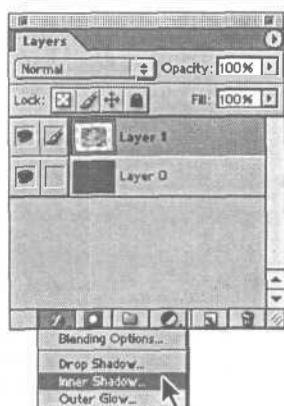 Layers
Normal Opacity: 100%
Lock: Fill: 100%
Layer 1
Layer 0
Blending Options...
Drop Shadow...
Inner Shadow...
Outer Glow...